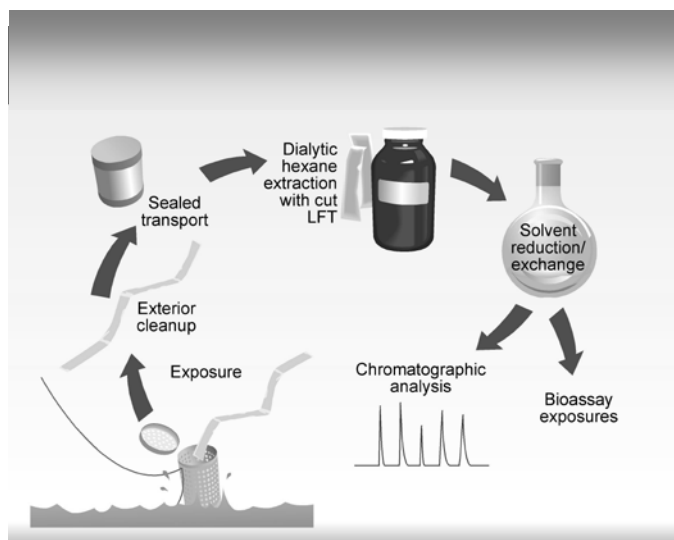 Dialytic
hexane
extraction
with cut
LFT
Sealed
transport
Solvent
reduction/
exchange
Exterior
cleanup
Exposure
Chromatographic
analysis
Bioassay
exposures